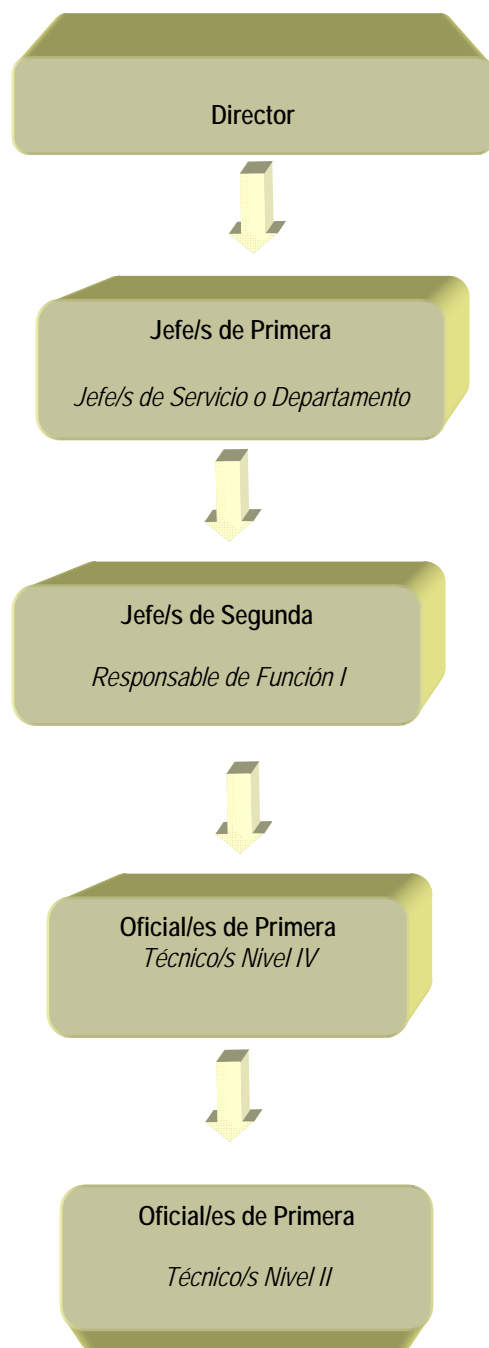 Director
Jefe/s de Primera
Jefe/s de Servicio o Departamento
Jefe/s de Segunda
Responsable de Función I
Oficial/es de Primera
Técnico/s Nivel IV
Oficial/es de Primera
Técnico/s Nivel II